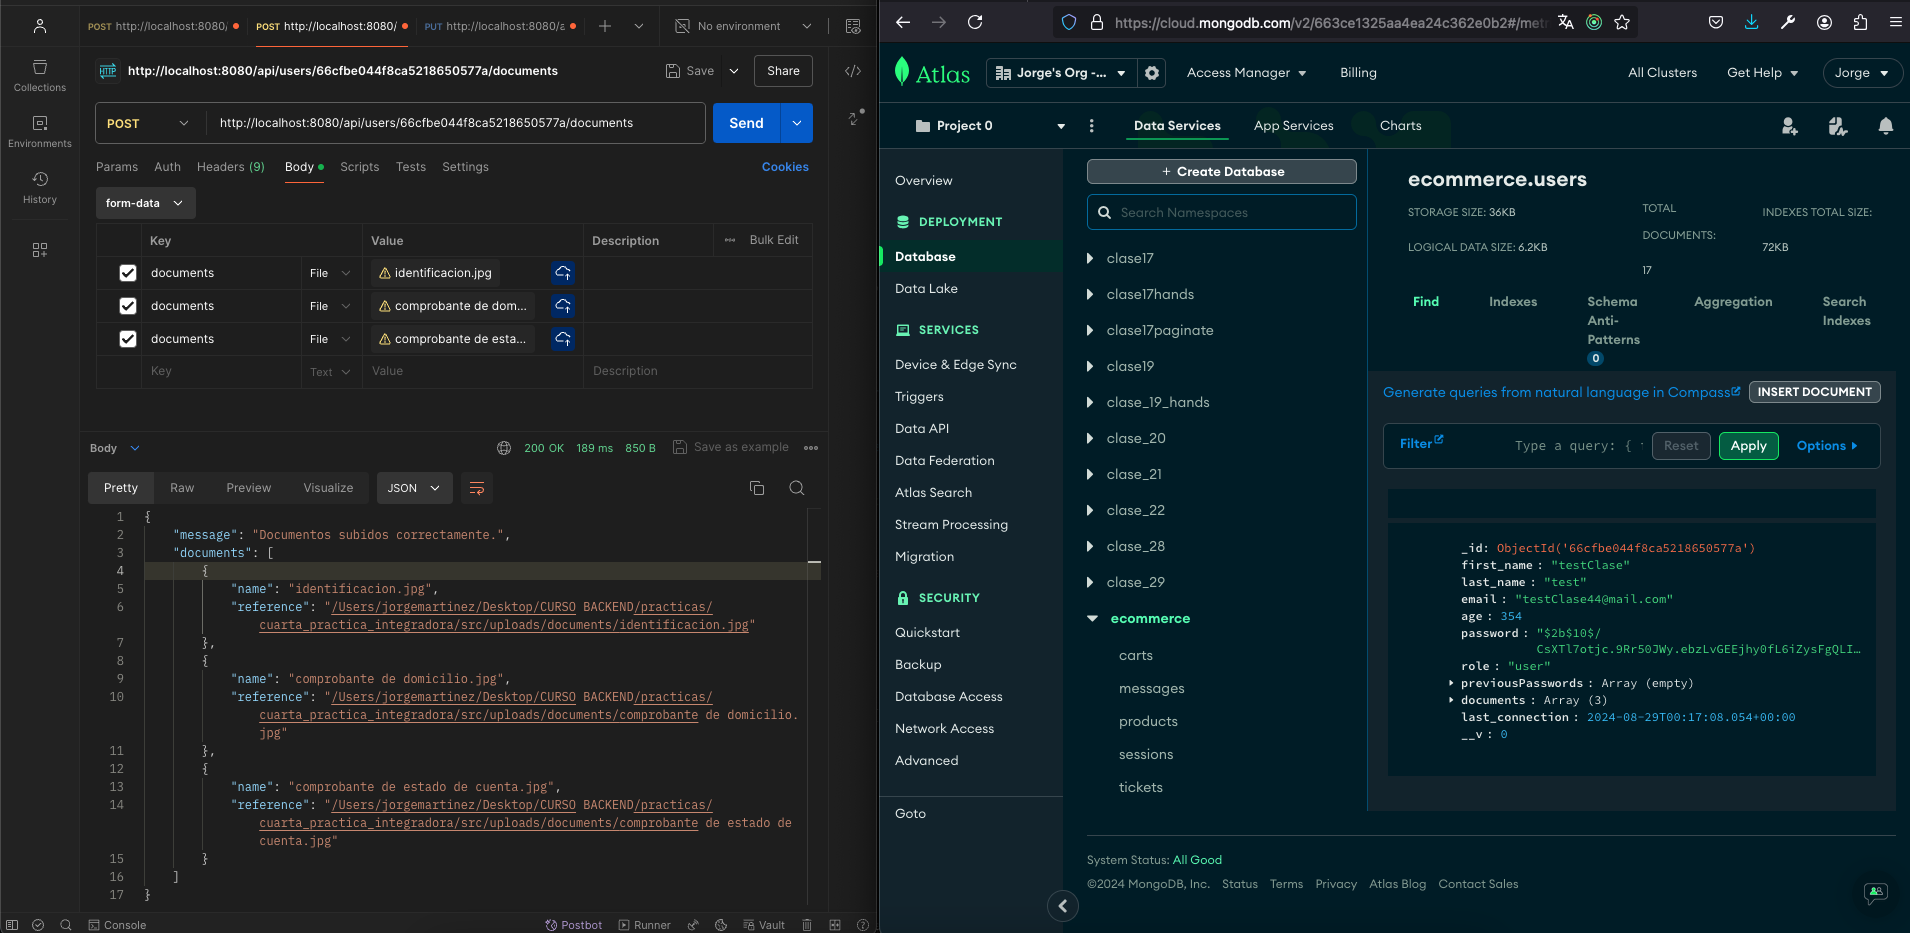 POST http://localhost:8080/
POST http://localhost:8080/
PUT http://localhost:8080/a
No environment
Collections
Environments
History
http://localhost:8080/api/users/66cfbe044f8ca5218650577a/documents
Save
Share
POST
http://localhost:8080/api/users/66cfbe044f8ca5218650577a/documents
Send
Params Auth Headers (9) Body Scripts Tests Settings Cookies
form-data
Key Value Description Bulk Edit
documents File identificacion.jpg
documents File comprobante de dom...
documents File comprobante de esta...
Key Text Value Description
Body 200 OK 189 ms 850 B Save as example
Pretty Raw Preview Visualize JSON
1 {
2 "message": "Documentos subidos correctamente.",
3 "documents": [
4 {
5 "name": "identificacion.jpg",
6 "reference": "/Users/jorgemartinez/Desktop/CURSO BACKEND/practicas/
cuarta_practica_integradora/src/uploads/documents/identificacion.jpg"
7 },
8 {
9 "name": "comprobante de domicilio.jpg",
10 "reference": "/Users/jorgemartinez/Desktop/CURSO BACKEND/practicas/
cuarta_practica_integradora/src/uploads/documents/comprobante de domicilio.
jpg"
11 },
12 {
13 "name": "comprobante de estado de cuenta.jpg",
14 "reference": "/Users/jorgemartinez/Desktop/CURSO BACKEND/practicas/
cuarta_practica_integradora/src/uploads/documents/comprobante de estado de
cuenta.jpg"
15 }
16 ]
17 }
Console Postbot Runner Vault
https://cloud.mongodb.com/v2/663ce1325aa4ea24c362e0b2#/metr
Atlas
Jorge's Org -...
Access Manager
Billing
All Clusters
Get Help
Jorge
Project 0
Data Services
App Services
Charts
Overview
DEPLOYMENT
Database
Data Lake
SERVICES
Device & Edge Sync
Triggers
Data API
Data Federation
Atlas Search
Stream Processing
Migration
SECURITY
Quickstart
Backup
Database Access
Network Access
Advanced
Goto
+ Create Database
Search Namespaces
clase17
clase17hands
clase17paginate
clase19
clase_19_hands
clase_20
clase_21
clase_22
clase_28
clase_29
ecommerce
carts
messages
products
sessions
tickets
ecommerce.users
STORAGE SIZE: 36KB
LOGICAL DATA SIZE: 6.2KB
TOTAL
DOCUMENTS:
17
INDEXES TOTAL SIZE:
72KB
Find
Indexes
Schema
Anti-
Patterns
0
Aggregation
Search
Indexes
Generate queries from natural language in Compass
INSERT DOCUMENT
Filter
Type a query: {
Reset
Apply
Options
_id: ObjectId('66cfbe044f8ca5218650577a')
first_name : "testClase"
last_name : "test"
email : "testClase44@mail.com"
age : 354
password : "$2b$10$/
CsXTl7otjc.9Rr50JWy.ebzLvGEEjhy0fL6iZysFgQLI…
role : "user"
previousPasswords : Array (empty)
documents : Array (3)
last_connection : 2024-08-29T00:17:08.054+00:00
__v : 0
System Status: All Good
©2024 MongoDB, Inc. Status Terms Privacy Atlas Blog Contact Sales